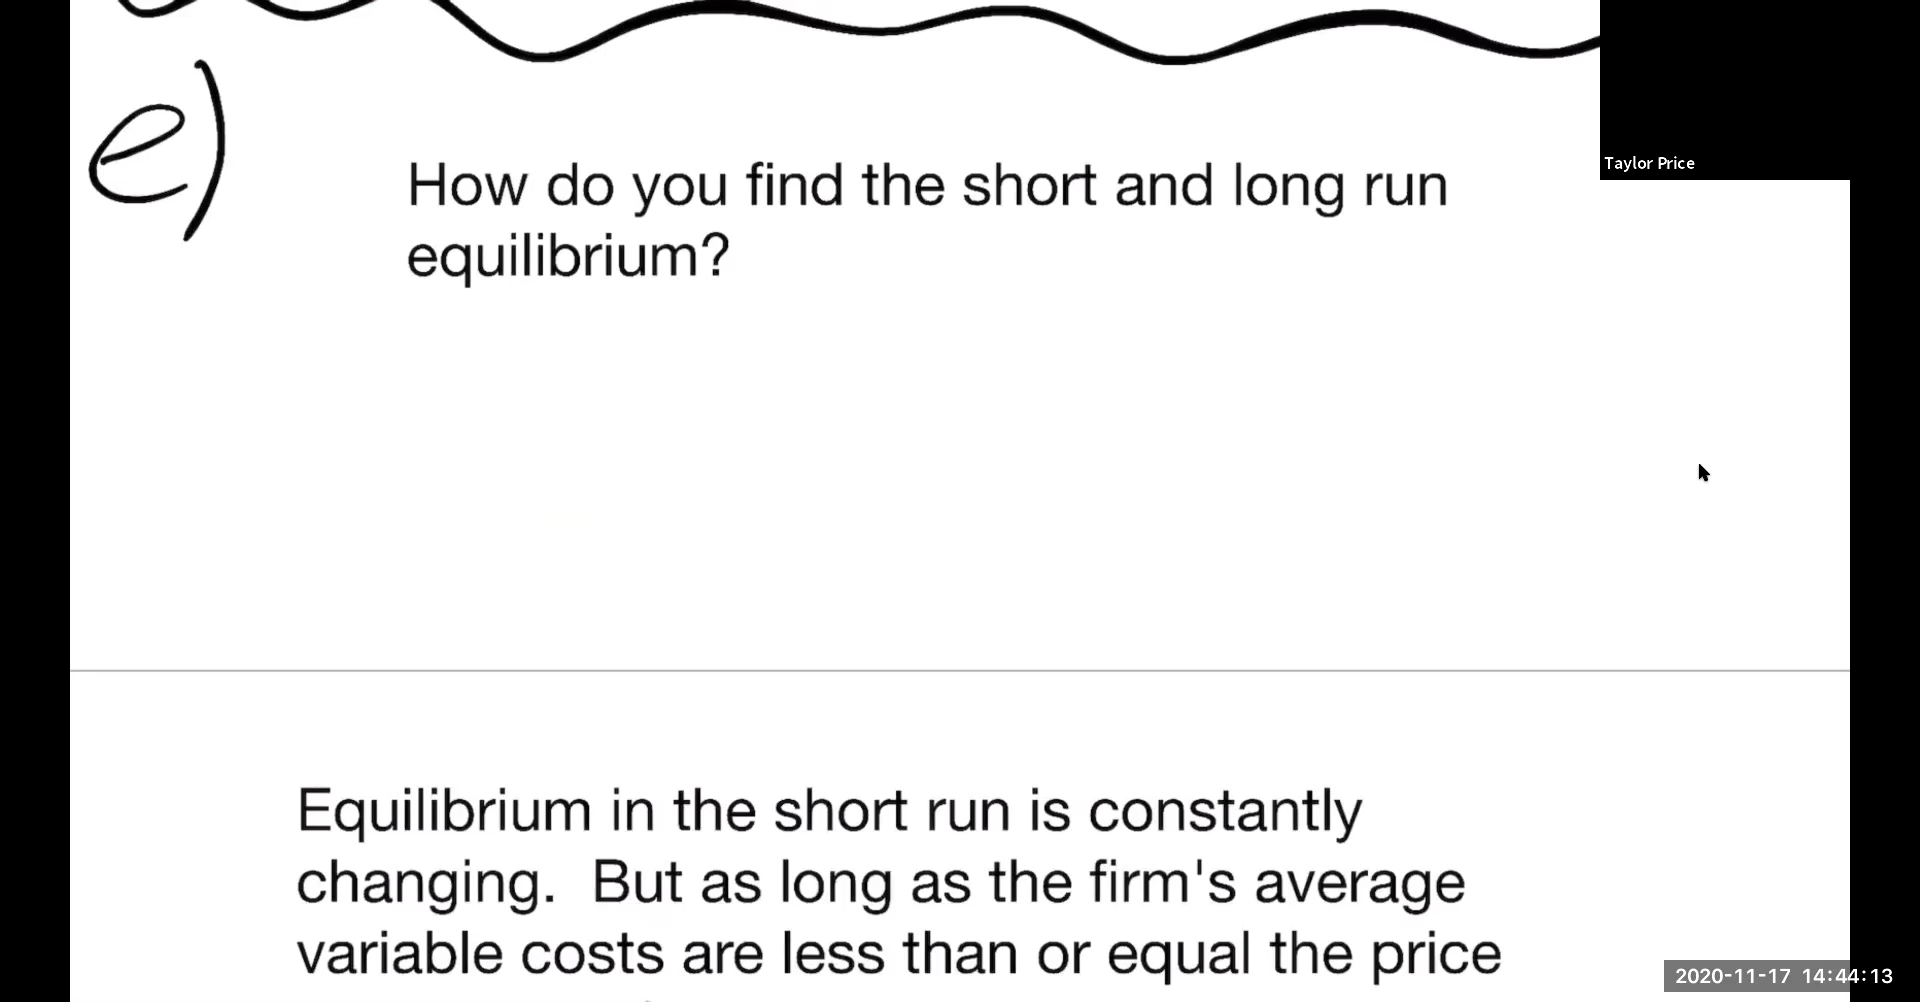 e)
Taylor Price
How do you find the short and long run
equilibrium?
Equilibrium in the short run is constantly
changing.  But as long as the firm's average
variable costs are less than or equal the price
2020-11-17 14:44:13